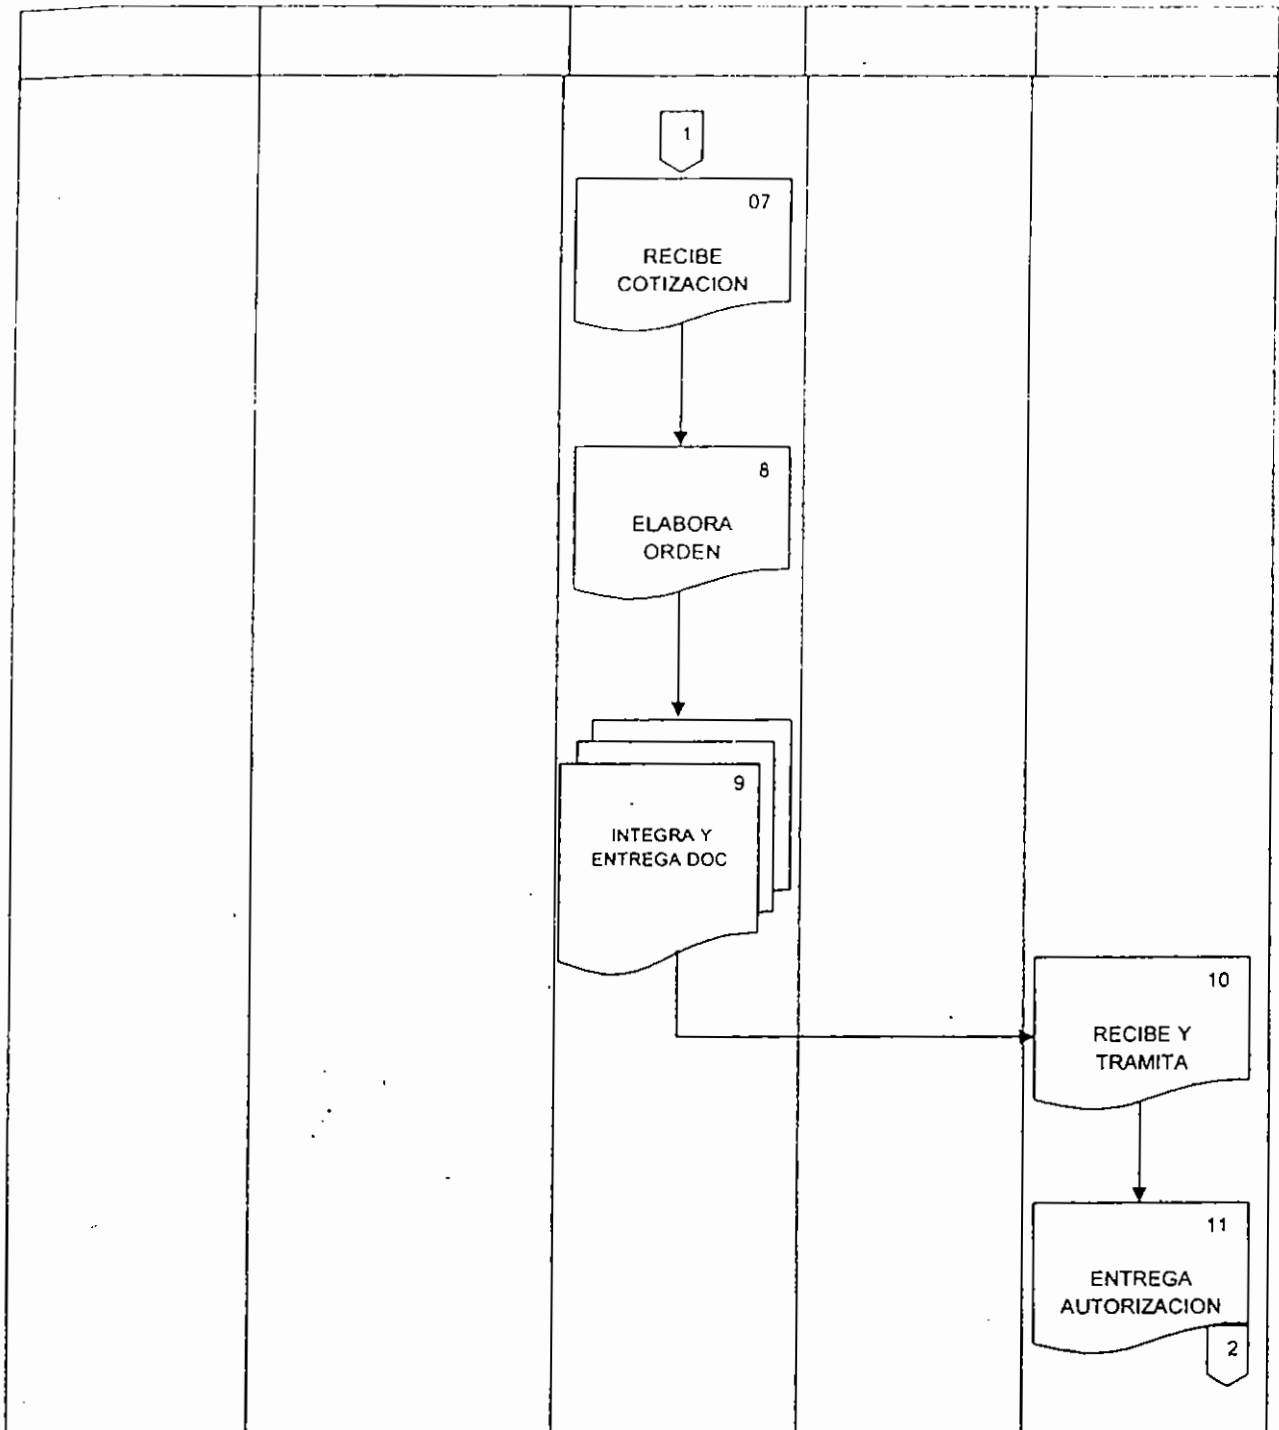 1
07
RECIBE
COTIZACION
8
ELABORA
ORDEN
9
INTEGRA Y
ENTREGA DOC
10
RECIBE Y
TRAMITA
11
ENTREGA
AUTORIZACION
2